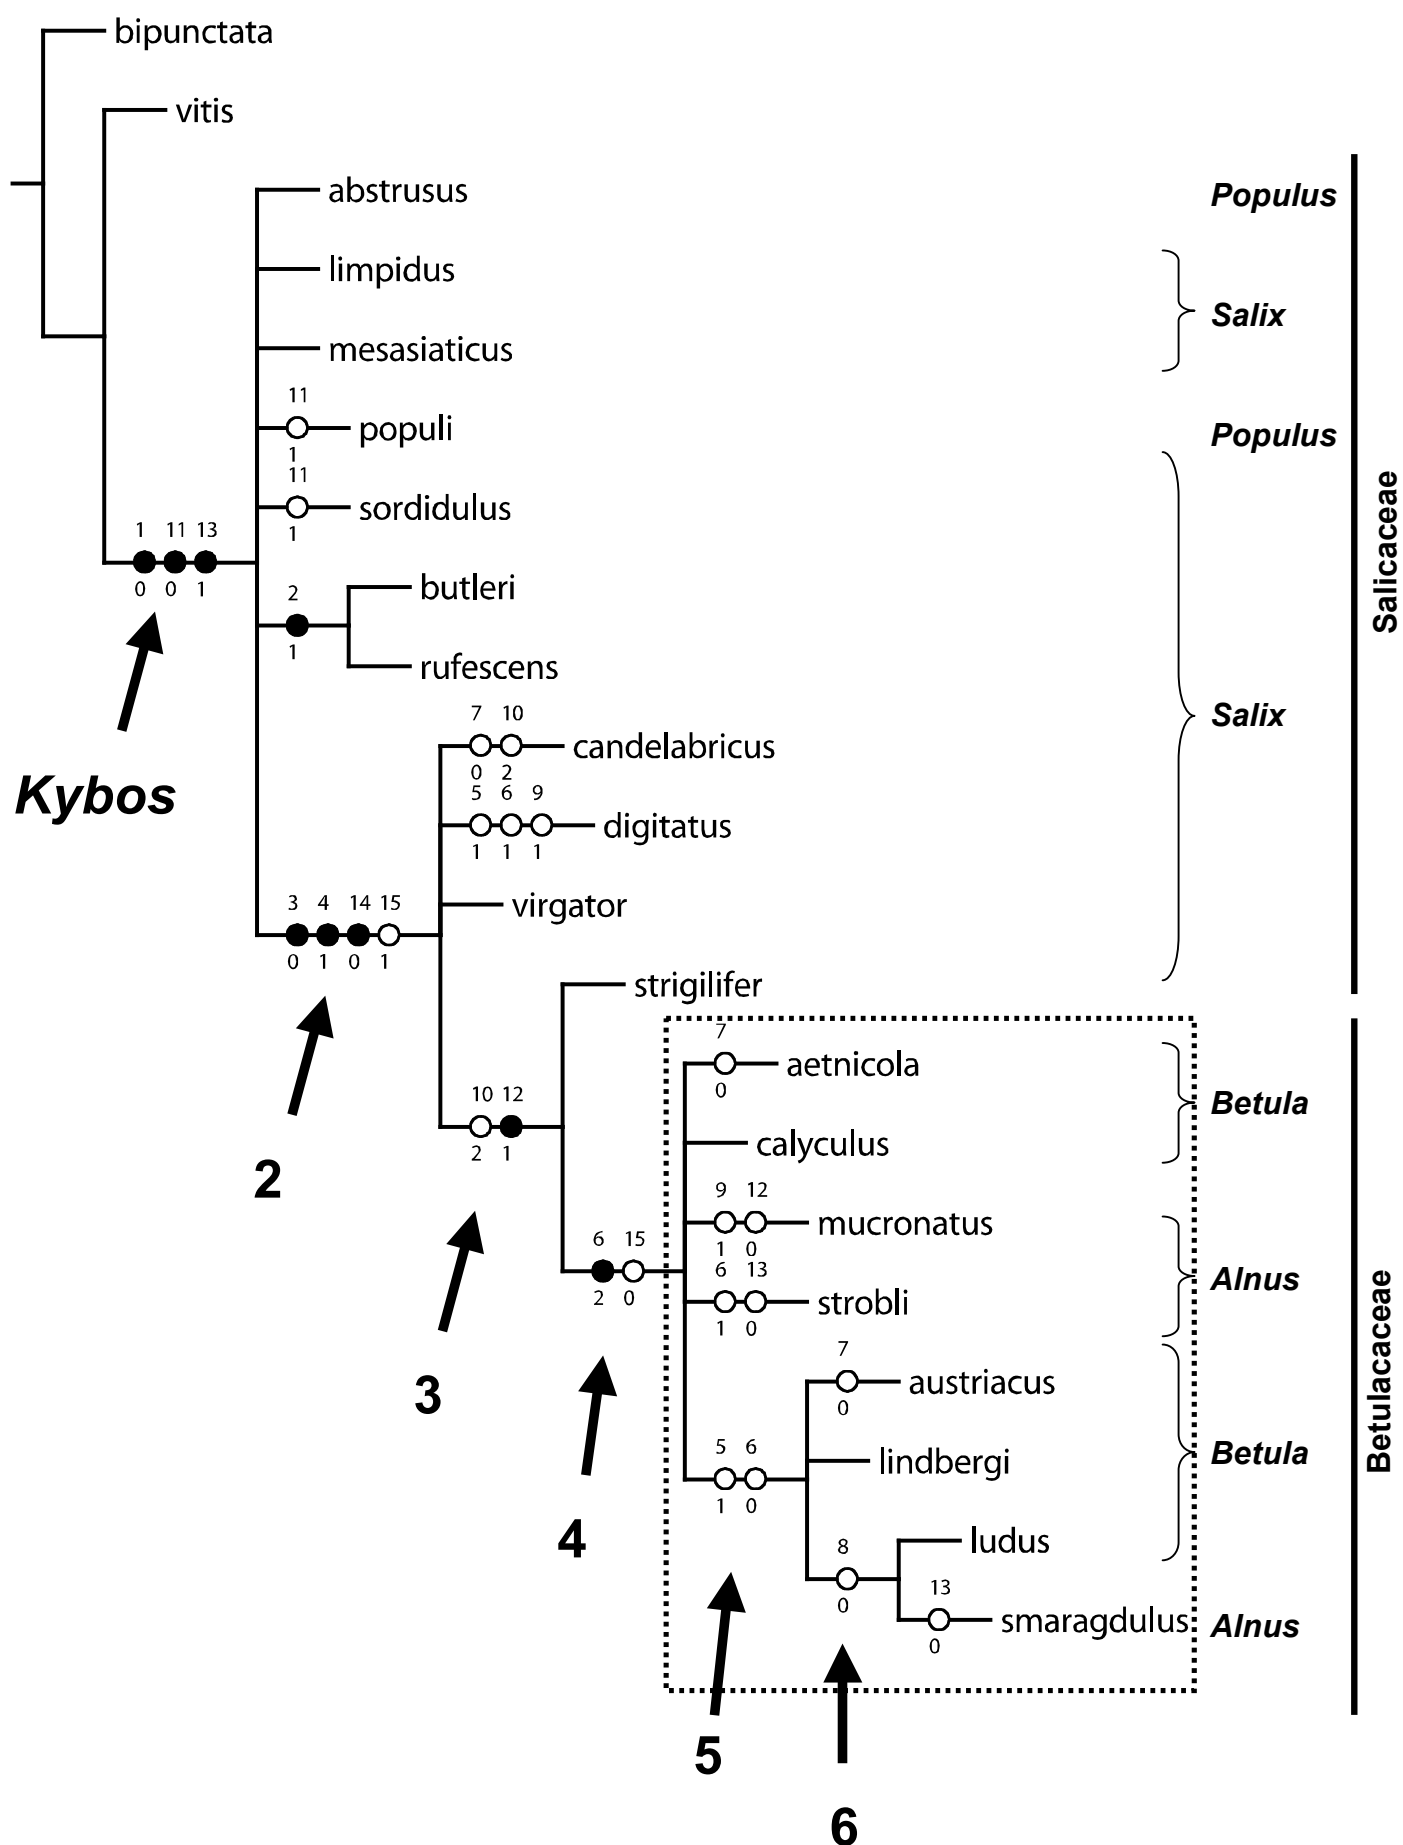 bipunctata
vitis
abstrusus
Populus
limpidus
Salix
mesasiaticus
11
populi
Populus
1
11
sordidulus
1
Salicaceae
1 11 13
0 0 1
2
butleri
1
rufescens
Kybos
7 10
candelabricus
Salix
0 2
5 6 9
digitatus
1 1 1
3 4 14 15
virgator
0 1 0 1
strigilifer
2
7
aetnicola
0
Betula
10 12
2 1
calyculus
9 12
mucronatus
1 0
Alnus
6 15
2 0
6 13
strobli
1 0
3
7
austriacus
0
Betulacaceae
5 6
1 0
lindbergi
Betula
4
8
ludus
0
13
smaragdulus
Alnus
0
5
6